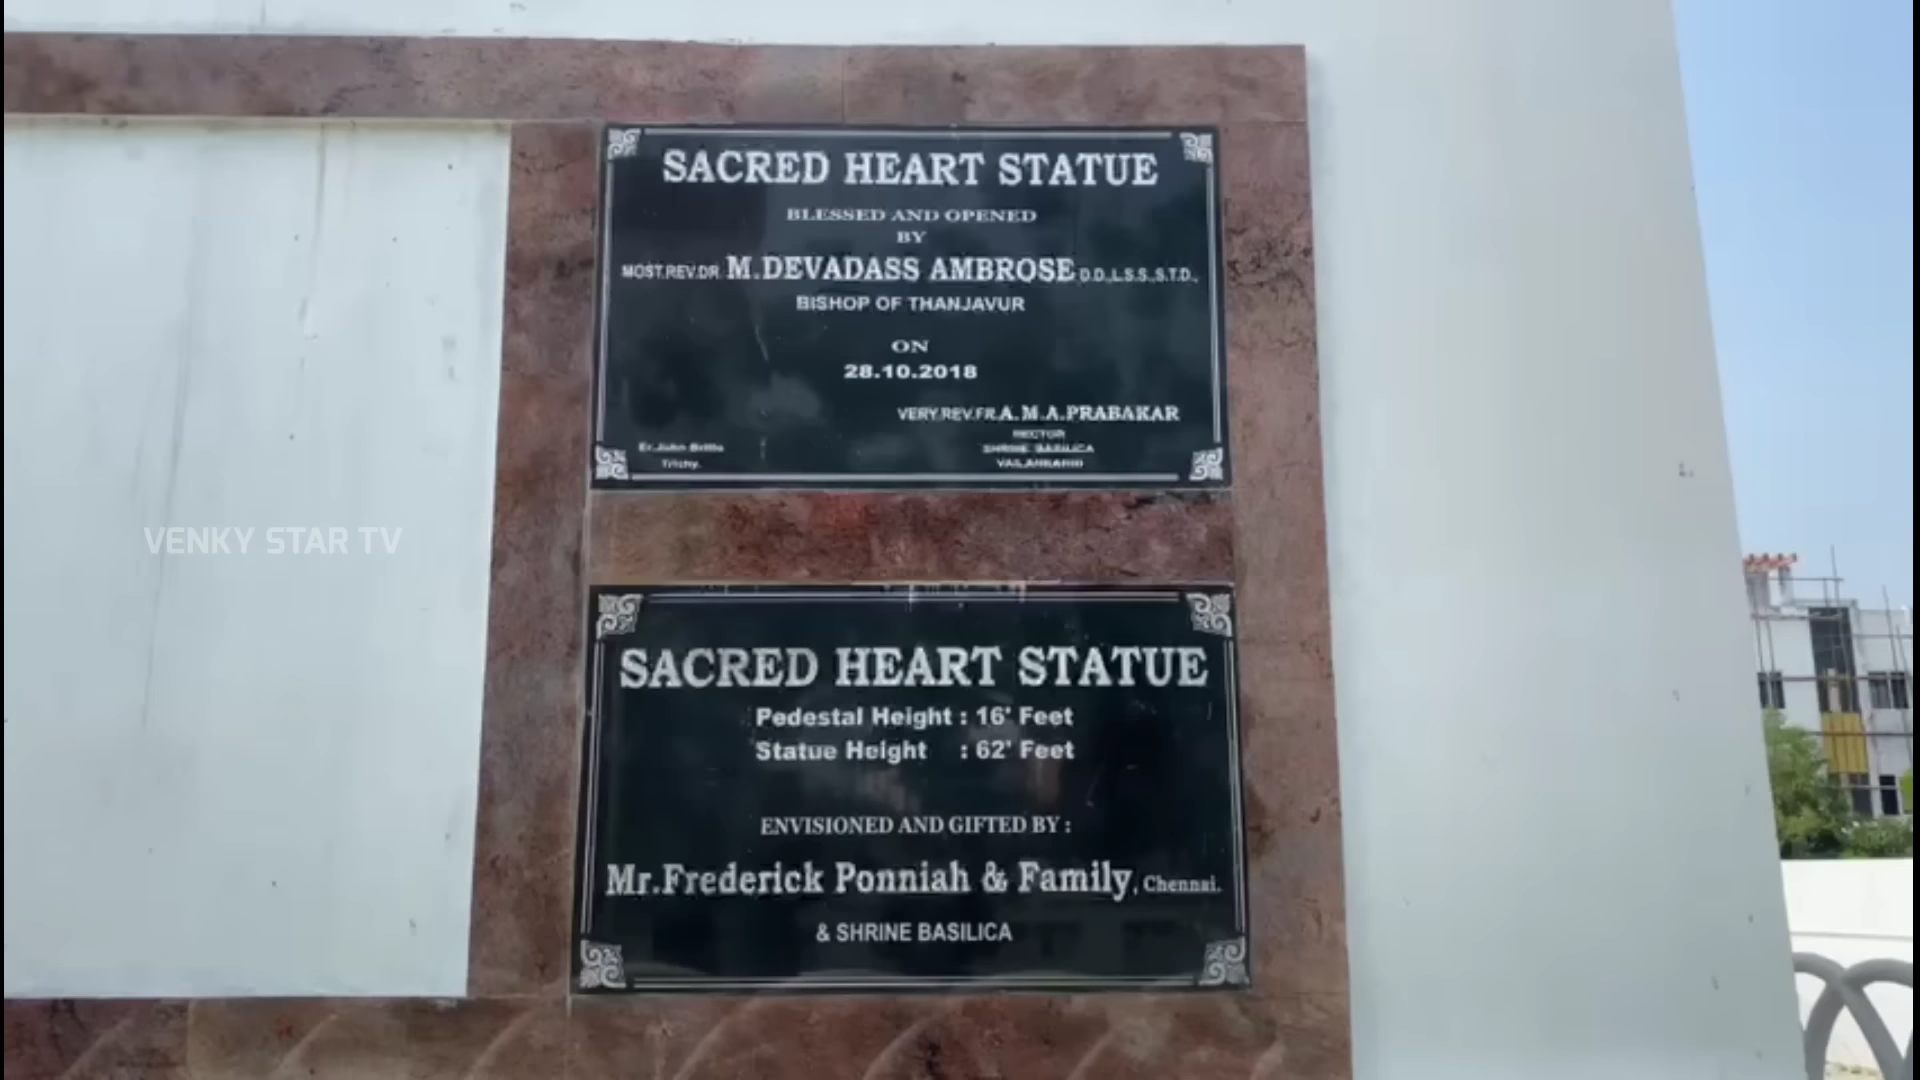 SACRED HEART STATUE
BLESSED AND OPENED
BY
MOST.REV.DR. M.DEVADASS AMBROSE D.D.,L.S.S.,S.T.D.,
BISHOP OF THANJAVUR
ON
28.10.2018
VERY.REV.FR.A.M.A.PRABAKAR
RECTOR
SHRINE BASILICA
VAILANKANNI
Er.John Britto
Trichy.
SACRED HEART STATUE
Pedestal Height : 16' Feet
Statue Height : 62' Feet
ENVISIONED AND GIFTED BY :
Mr.Frederick Ponniah & Family, Chennai.
& SHRINE BASILICA
VENKY STAR TV